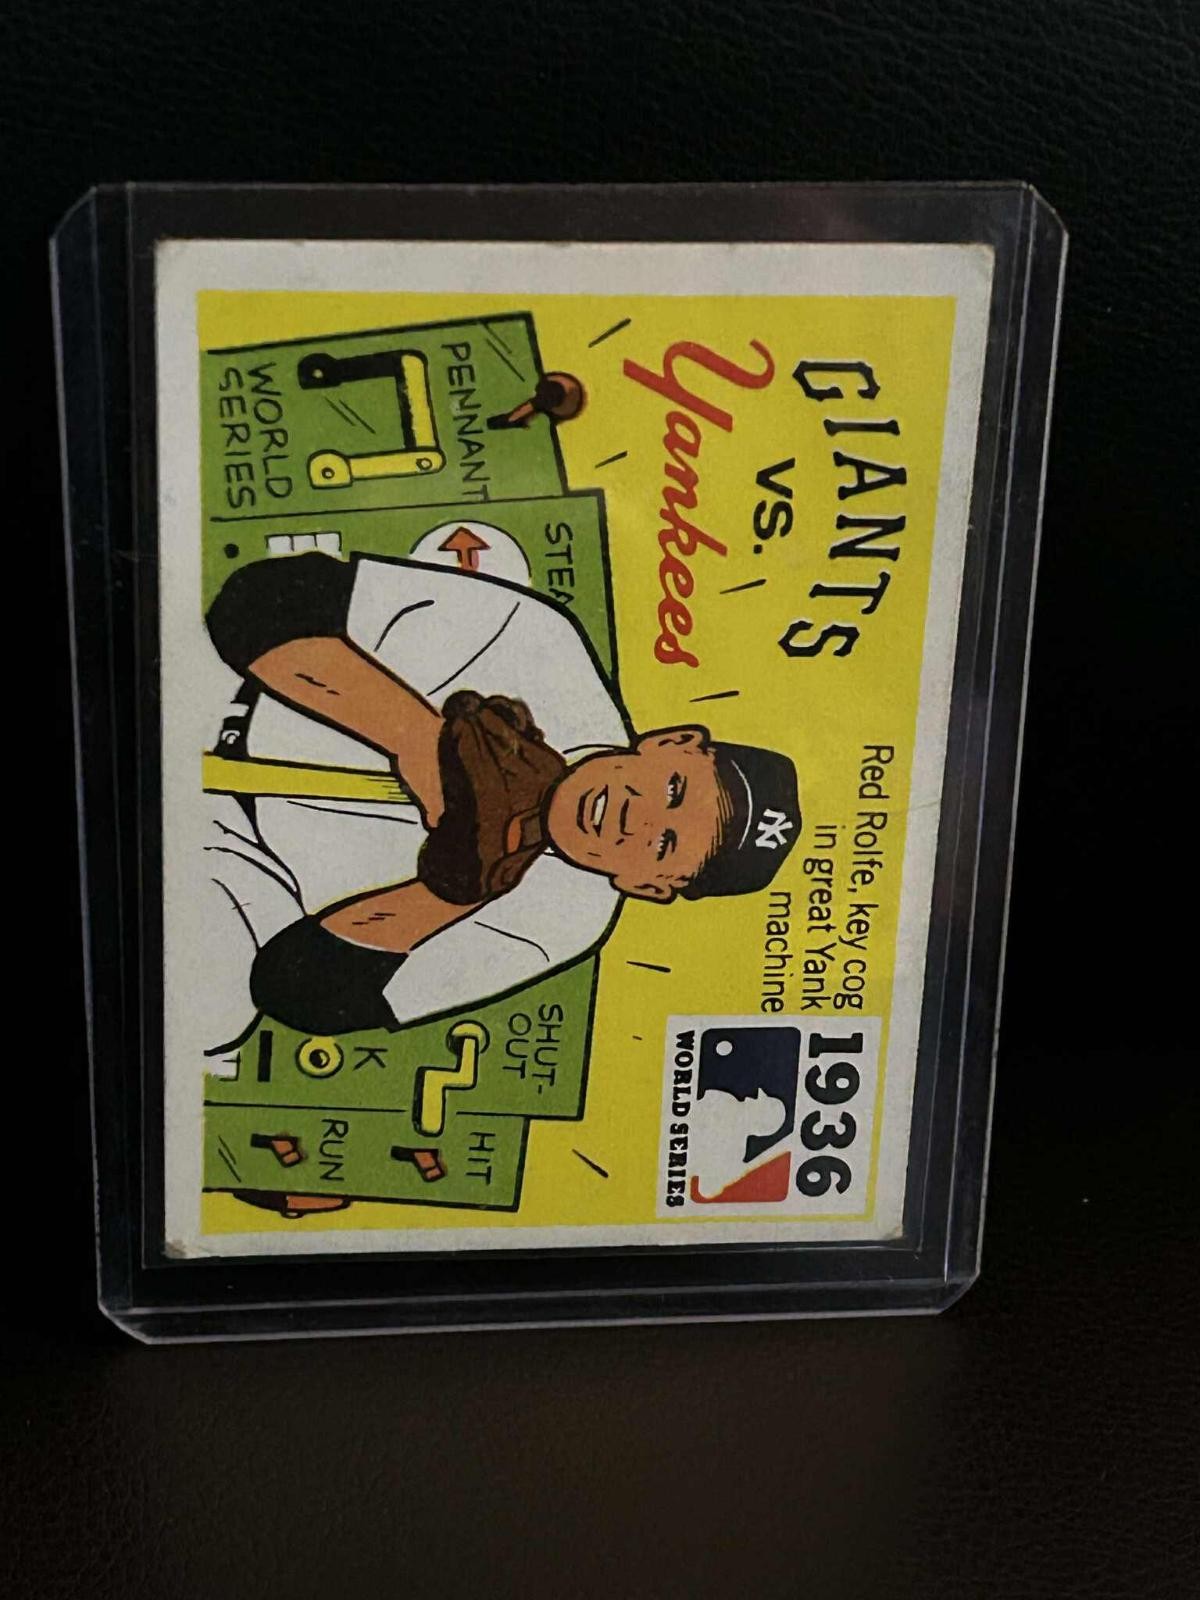 GIANTS
VS.
Yankees
Red Rolfe, key cog
in great Yank
machine
1936
WORLD SERIES
NY
PENNANT
WORLD
SERIES
STEA
SHUT-
OUT
K
HIT
RUN